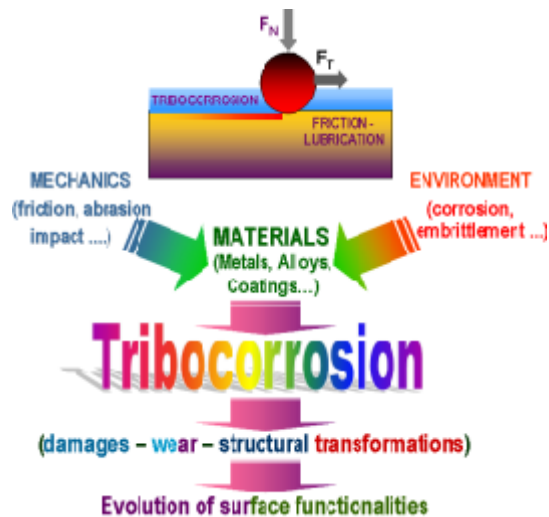 FN
FT
TRIBOCORROSION
FRICTION -
LUBRICATION
MECHANICS
(friction, abrasion
impact ....)
ENVIRONMENT
(corrosion,
embrittlement ...)
MATERIALS
(Metals, Alloys,
Coatings...)
Tribocorrosion
(damages – wear – structural transformations)
Evolution of surface functionalities